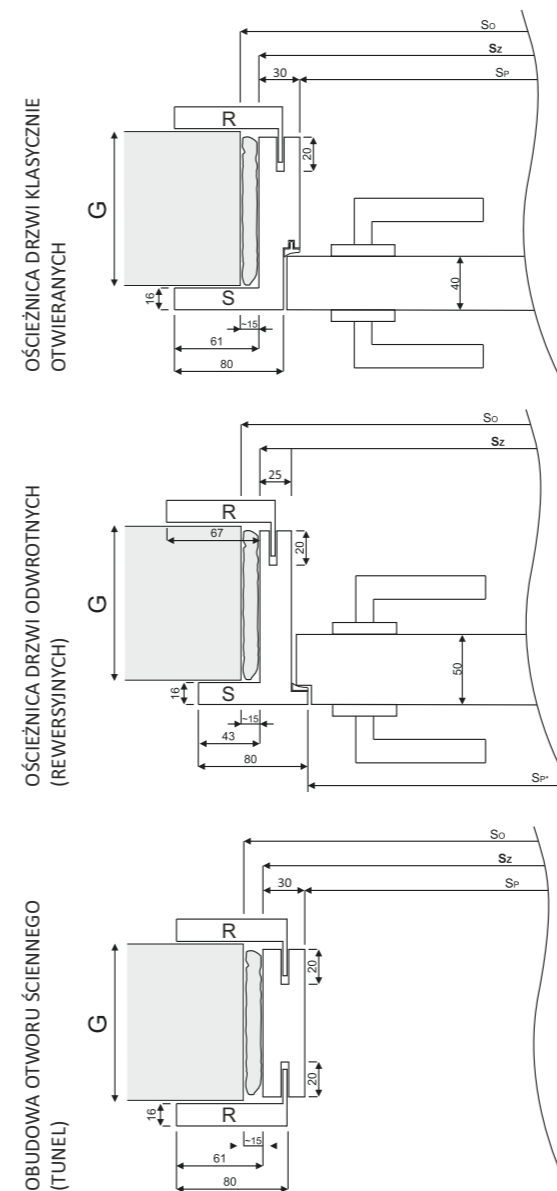 OŚCIEŻNICA DRZWI KLASYCZNIE
OTWIERANYCH
So
Sz
30
SP
R
20
G
16
S
~15
61
80
40
OŚCIEŻNICA DRZWI ODWROTNYCH
(REWERSYJNYCH)
So
Sz
25
R
67
20
G
16
S
~15
43
80
50
SP*
OBUDOWA OTWORU ŚCIENNEGO
(TUNEL)
So
Sz
30
SP
R
20
G
20
16
R
~15
61
80